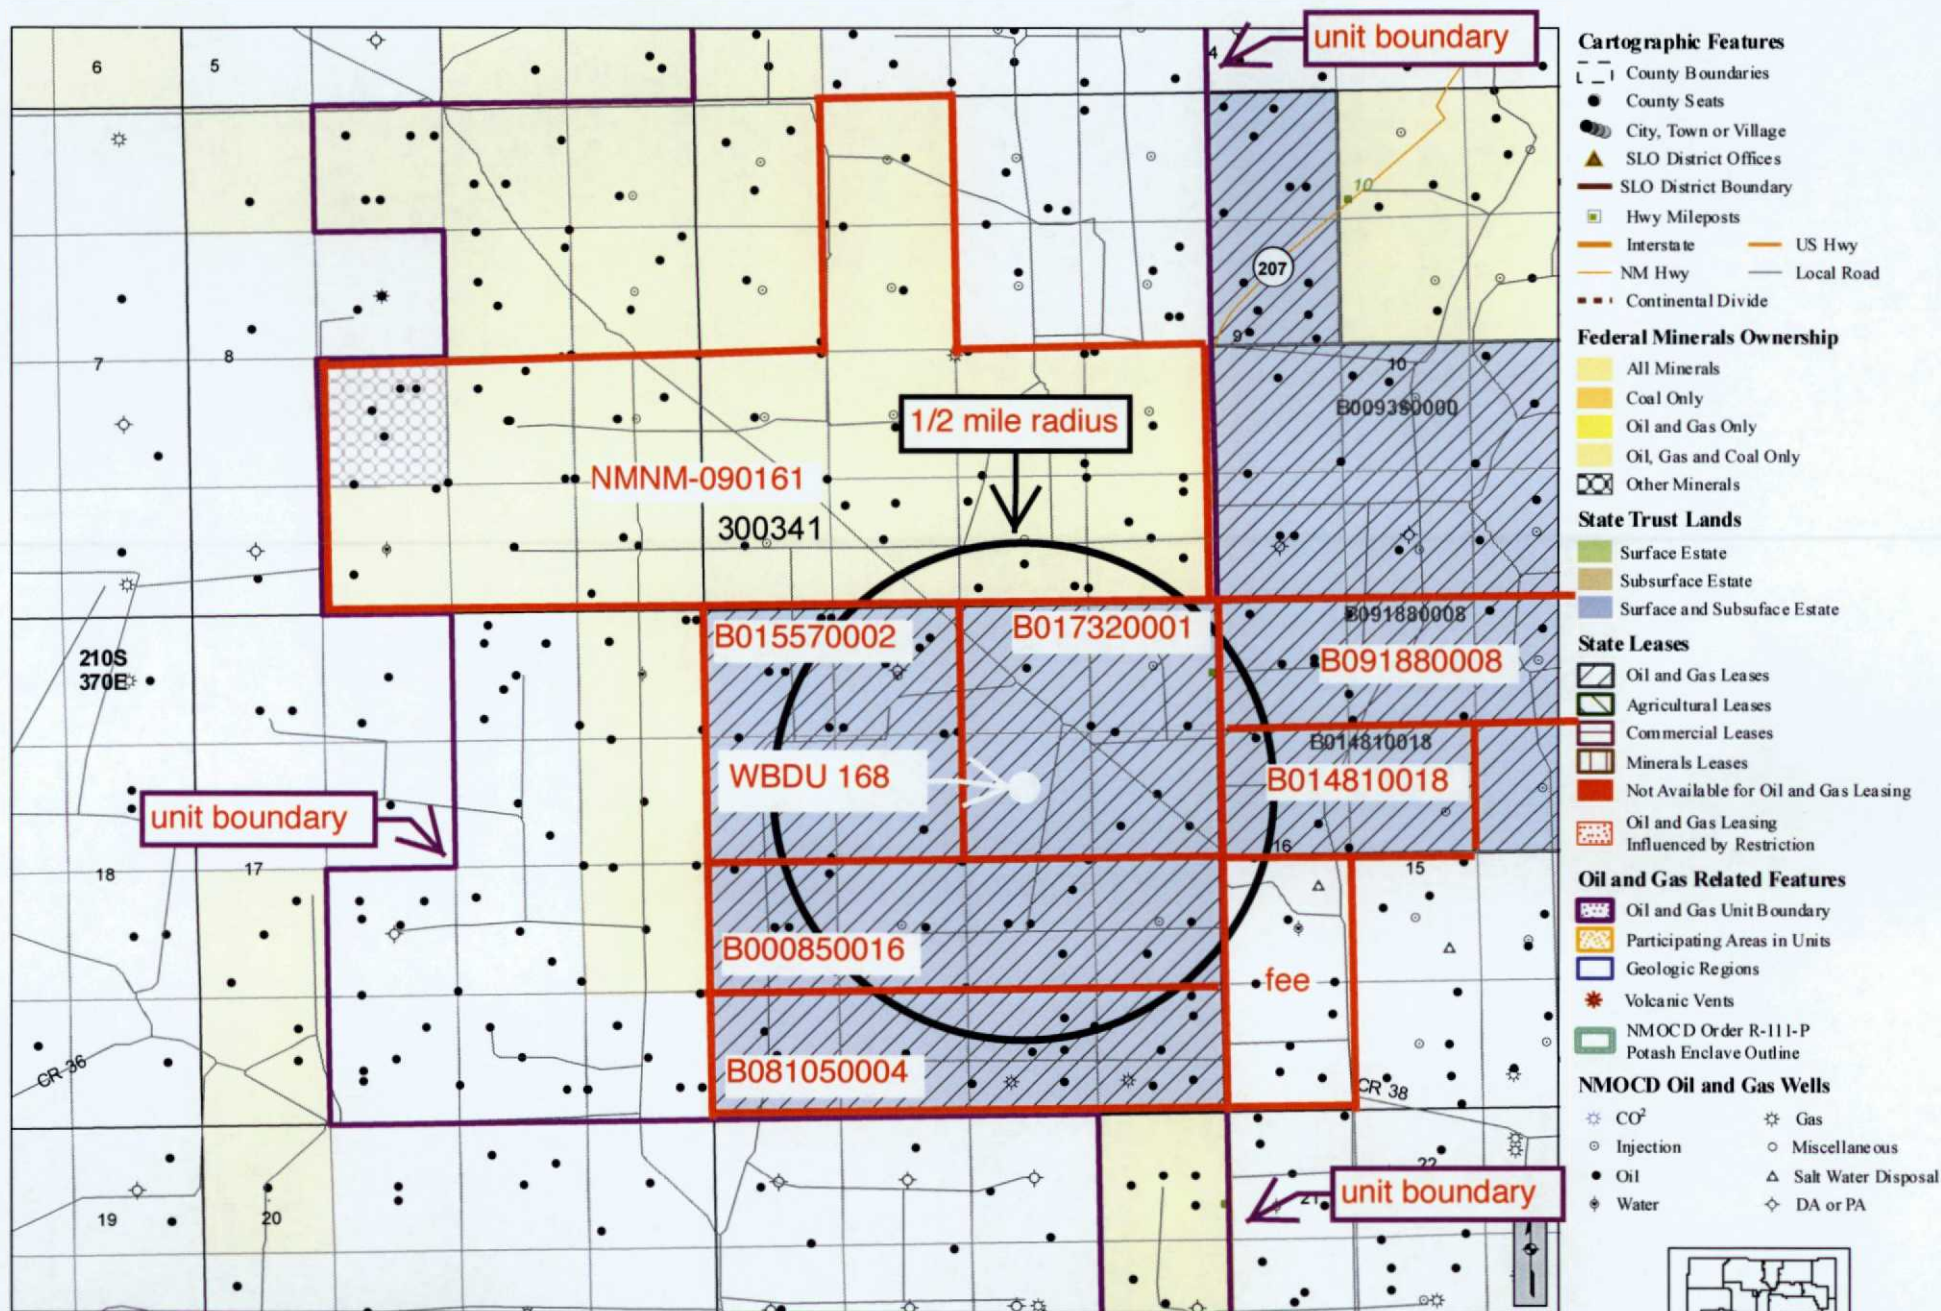 unit boundary
4
6
5
10
207
9
7
8
10
B009380000
1/2 mile radius
NMNM-090161
300341
B015570002
B017320001
B091880008
B091880008
210S
370E
WBDU 168
B014810018
B014810018
unit boundary
16
15
18
17
B000850016
fee
B081050004
CR 36
CR 38
22
unit boundary
21
19
20
Cartographic Features
County Boundaries
County Seats
City, Town or Village
SLO District Offices
SLO District Boundary
Hwy Mileposts
Interstate
US Hwy
NM Hwy
Local Road
Continental Divide
Federal Minerals Ownership
All Minerals
Coal Only
Oil and Gas Only
Oil, Gas and Coal Only
Other Minerals
State Trust Lands
Surface Estate
Subsurface Estate
Surface and Subsuface Estate
State Leases
Oil and Gas Leases
Agricultural Leases
Commercial Leases
Minerals Leases
Not Available for Oil and Gas Leasing
Oil and Gas Leasing
Influenced by Restriction
Oil and Gas Related Features
Oil and Gas Unit Boundary
Participating Areas in Units
Geologic Regions
Volcanic Vents
NMOCD Order R-111-P
Potash Enclave Outline
NMOCD Oil and Gas Wells
CO2
Gas
Injection
Miscellaneous
Oil
Salt Water Disposal
Water
DA or PA